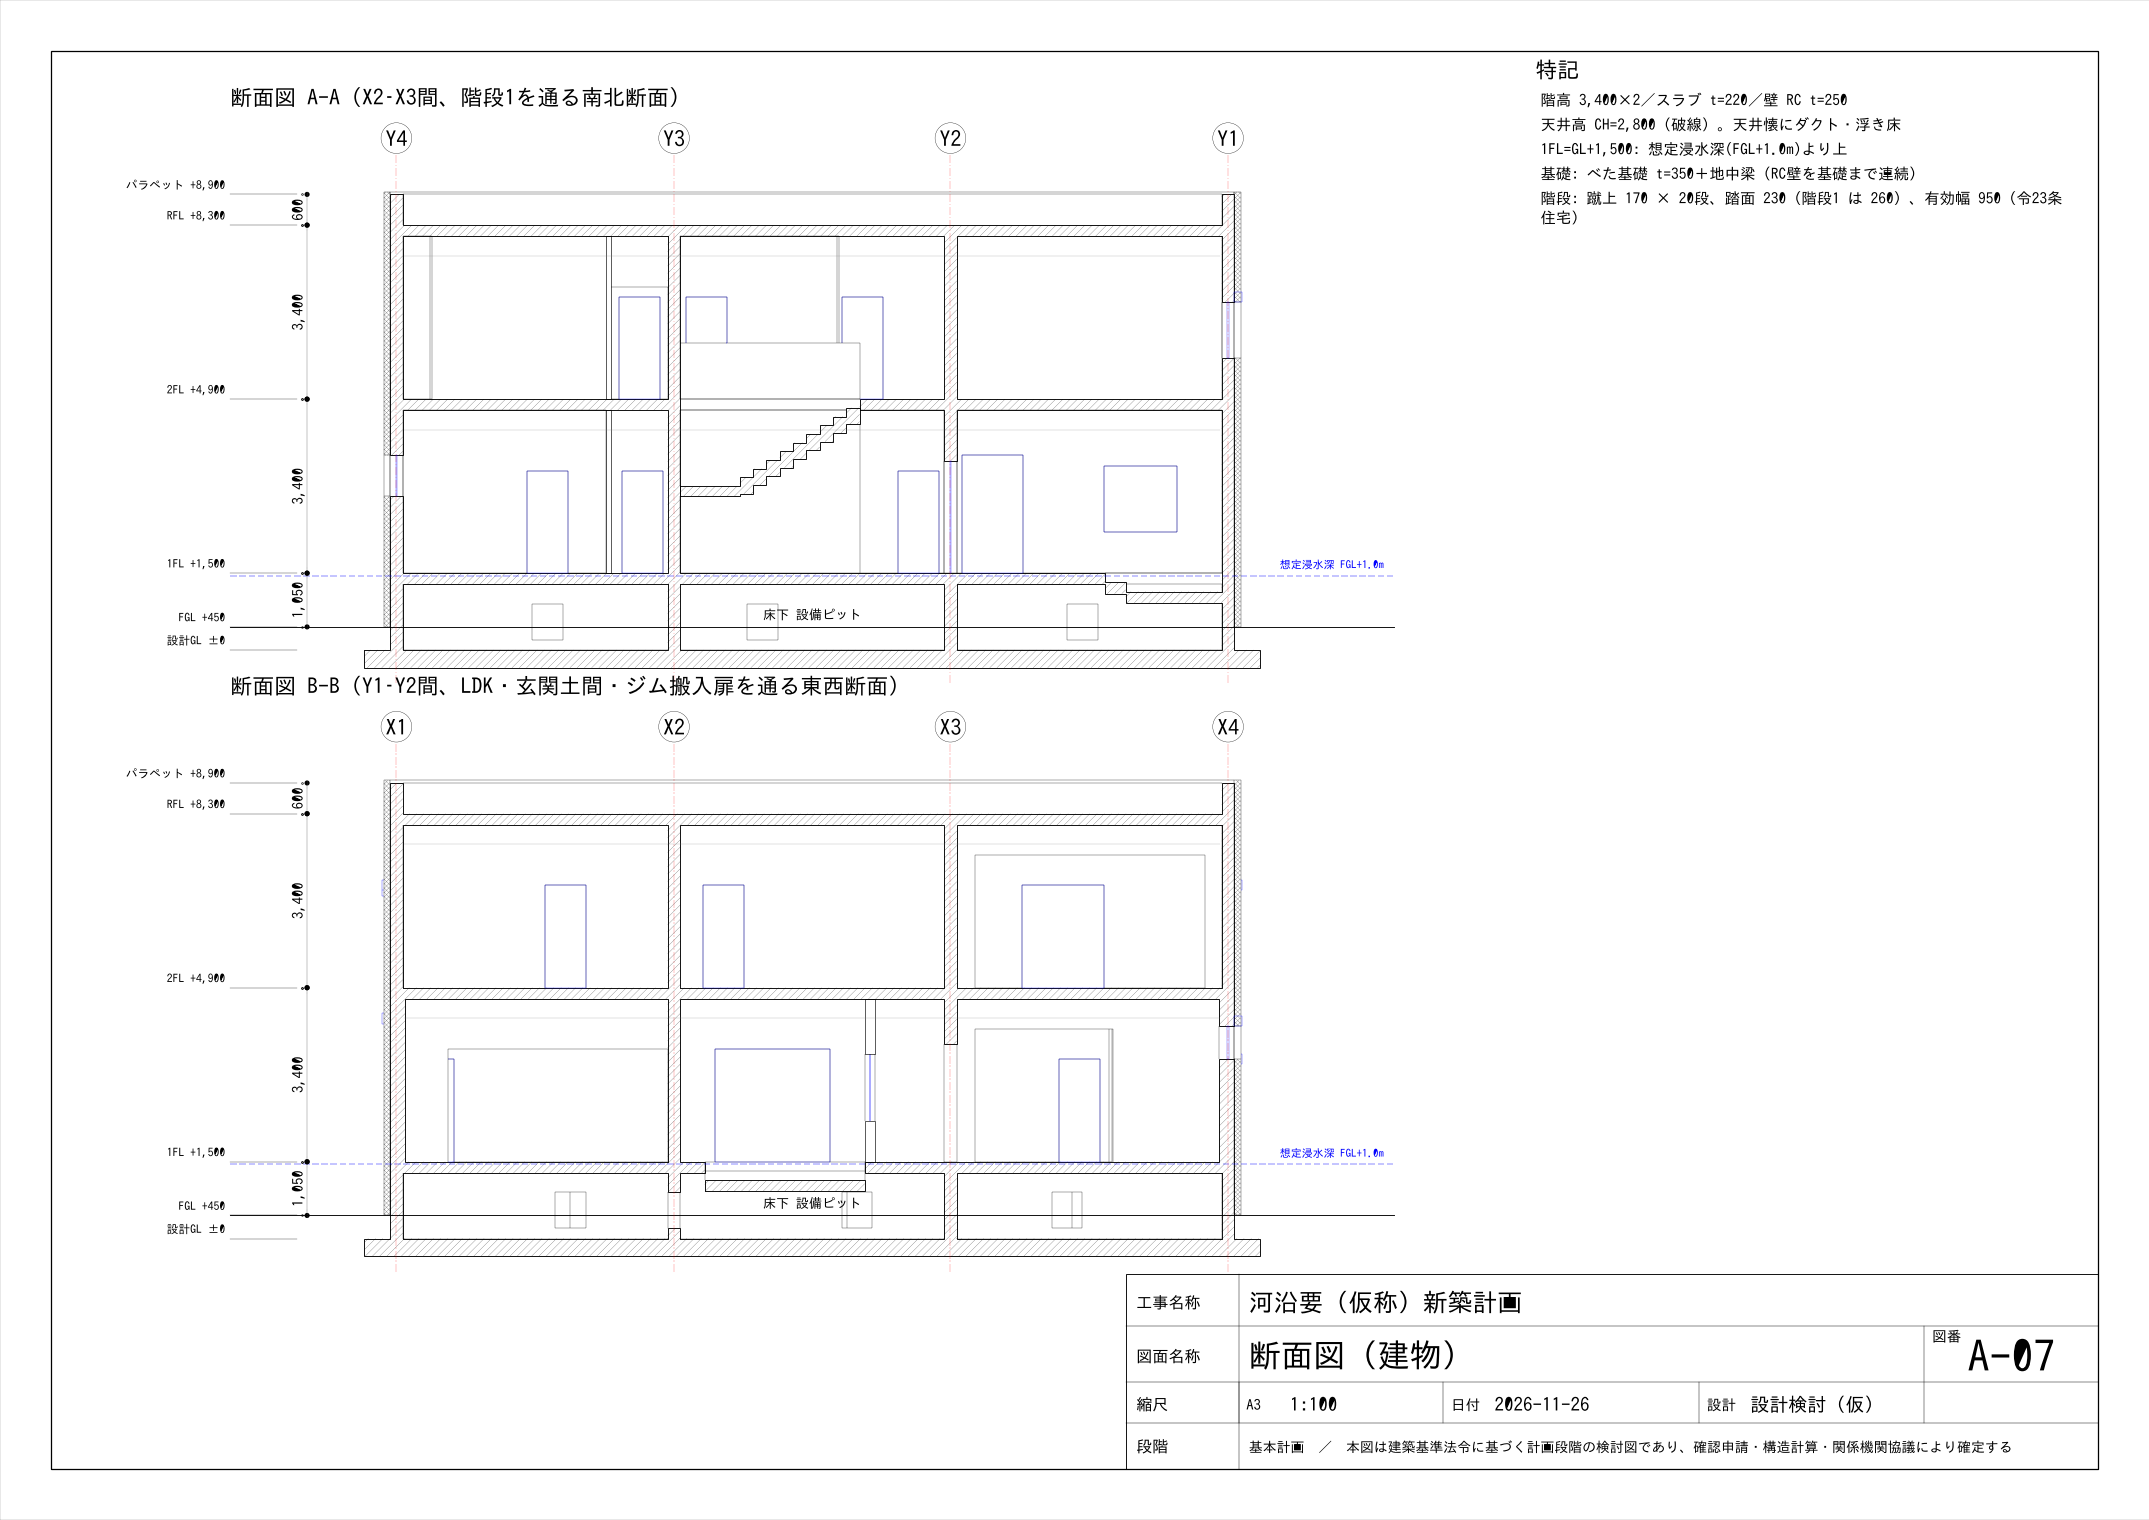 断面図 A-A (X2-X3間、階段1を通る南北断面)
Y4 Y3 Y2 Y1
パラペット +8,900
600
RFL +8,300
3,400
2FL +4,900
3,400
1FL +1,500
想定浸水深 FGL+1.0m
1,050
床下 設備ピット
FGL +450
設計GL ±0
特記
階高 3,400×2/スラブ t=220/壁 RC t=250
天井高 CH=2,800 (破線) 。天井懐にダクト・浮き床
1FL=GL+1,500: 想定浸水深(FGL+1.0m)より上
基礎: べた基礎 t=350+地中梁 (RC壁を基礎まで連続)
階段: 蹴上 170 × 20段、踏面 230 (階段1 は 260) 、有効幅 950 (令23条
住宅)
断面図 B-B (Y1-Y2間、LDK・玄関土間・ジム搬入扉を通る東西断面)
X1 X2 X3 X4
パラペット +8,900
600
RFL +8,300
3,400
2FL +4,900
3,400
1FL +1,500
想定浸水深 FGL+1.0m
1,050
床下 設備ピット
FGL +450
設計GL ±0
工事名称 河沿要(仮称)新築計画
図面名称 断面図(建物) 図番 A-07
縮尺 A3 1:100 日付 2026-11-26 設計 設計検討(仮)
段階 基本計画 / 本図は建築基準法令に基づく計画段階の検討図であり、確認申請・構造計算・関係機関協議により確定する